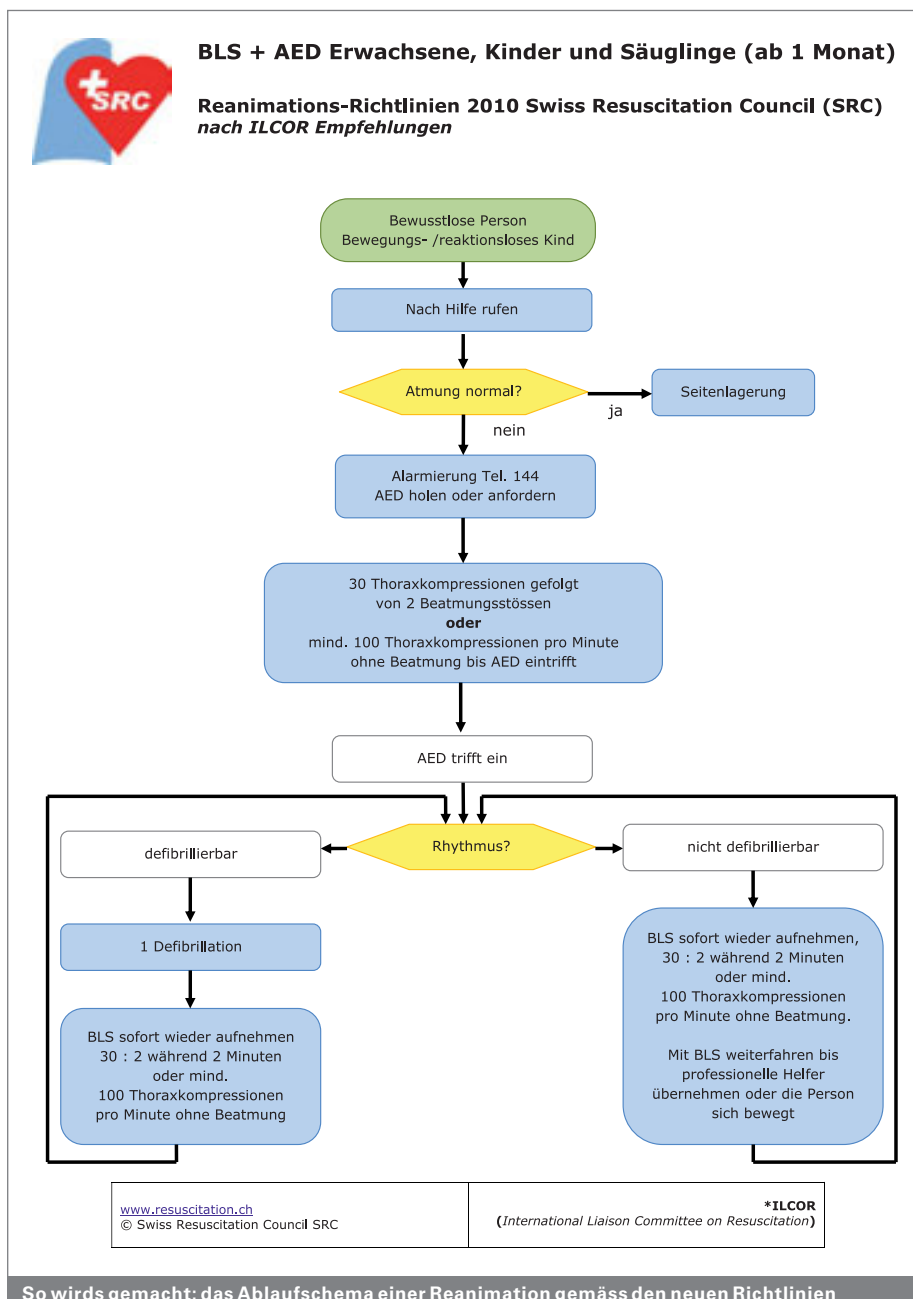 SRC
BLS + AED Erwachsene, Kinder und Säuglinge (ab 1 Monat)
Reanimations-Richtlinien 2010 Swiss Resuscitation Council (SRC)
nach ILCOR Empfehlungen
Bewusstlose Person
Bewegungs- /reaktionsloses Kind
Nach Hilfe rufen
Atmung normal?
ja
Seitenlagerung
nein
Alarmierung Tel. 144
AED holen oder anfordern
30 Thoraxkompressionen gefolgt
von 2 Beatmungsstössen
oder
mind. 100 Thoraxkompressionen pro Minute
ohne Beatmung bis AED eintrifft
AED trifft ein
Rhythmus?
defibrillierbar
1 Defibrillation
BLS sofort wieder aufnehmen
30 : 2 während 2 Minuten
oder mind.
100 Thoraxkompressionen
pro Minute ohne Beatmung
nicht defibrillierbar
BLS sofort wieder aufnehmen,
30 : 2 während 2 Minuten
oder mind.
100 Thoraxkompressionen
pro Minute ohne Beatmung.
Mit BLS weiterfahren bis
professionelle Helfer
übernehmen oder die Person
sich bewegt
www.resuscitation.ch
© Swiss Resuscitation Council SRC
*ILCOR
(International Liaison Committee on Resuscitation)
So wirds gemacht: das Ablaufschema einer Reanimation gemäss den neuen Richtlinien